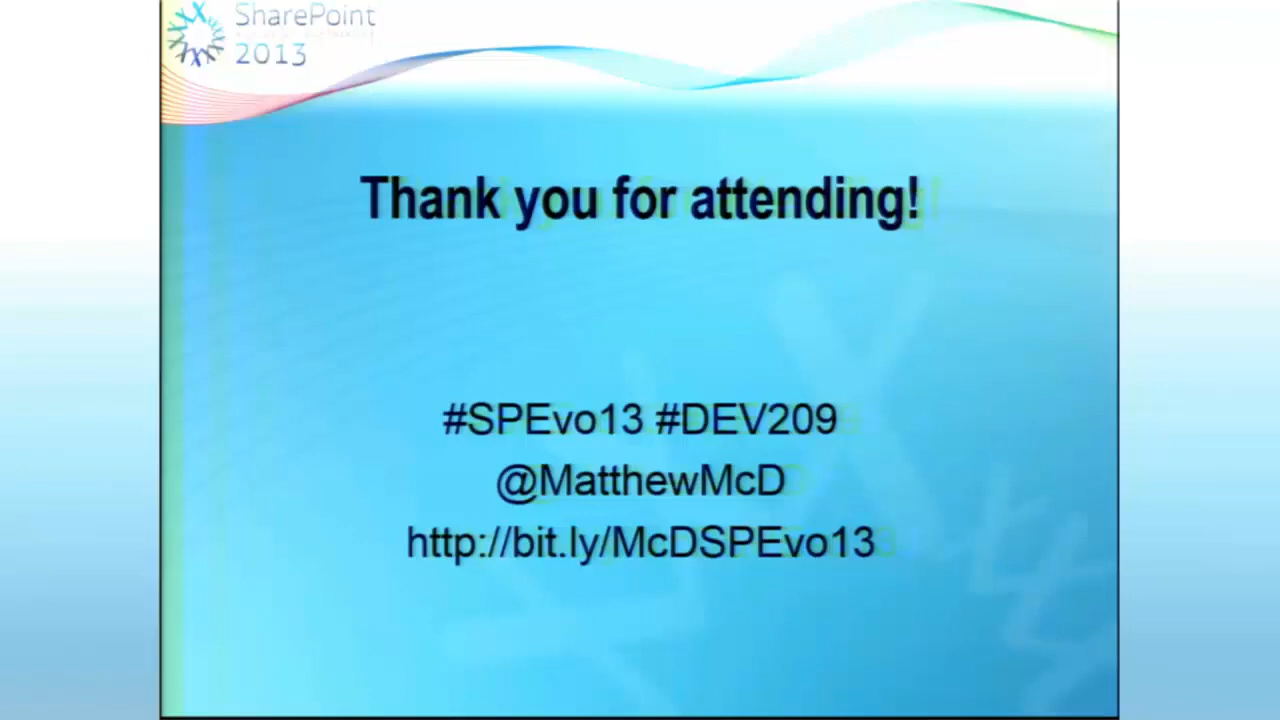 SharePoint
2013
Thank you for attending!
#SPEvo13 #DEV209
@MatthewMcD
http://bit.ly/McDSPEvo13